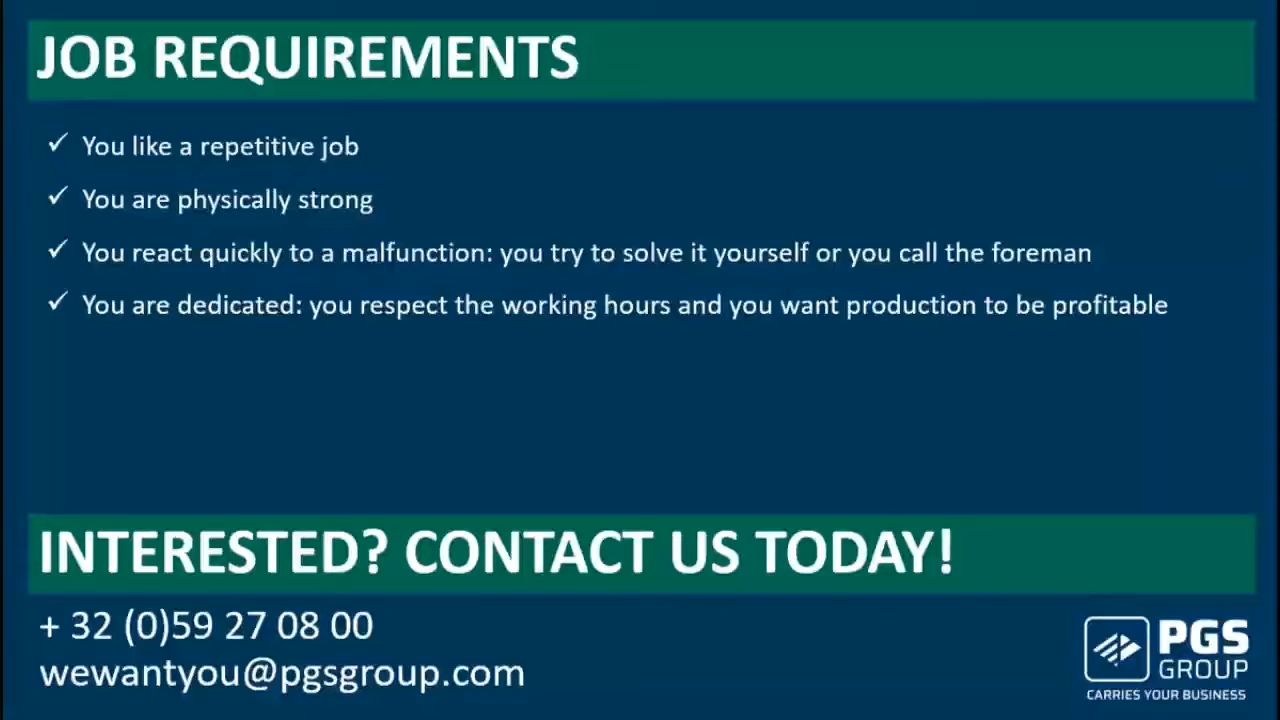 JOB REQUIREMENTS
✓ You like a repetitive job
✓ You are physically strong
✓ You react quickly to a malfunction: you try to solve it yourself or you call the foreman
✓ You are dedicated: you respect the working hours and you want production to be profitable
INTERESTED? CONTACT US TODAY!
+ 32 (0)59 27 08 00
wewantyou@pgsgroup.com
PGS
GROUP
CARRIES YOUR BUSINESS